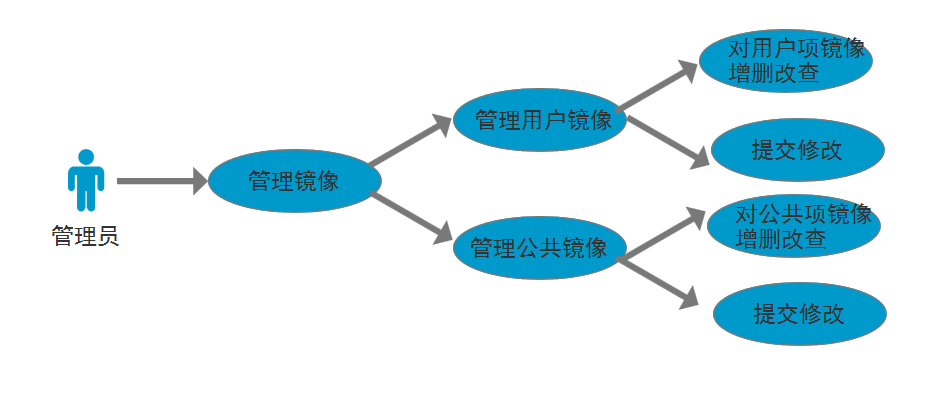 对用户项镜像
增删改查
管理用户镜像
提交修改
管理镜像
管理员
对公共项镜像
增删改查
管理公共镜像
提交修改